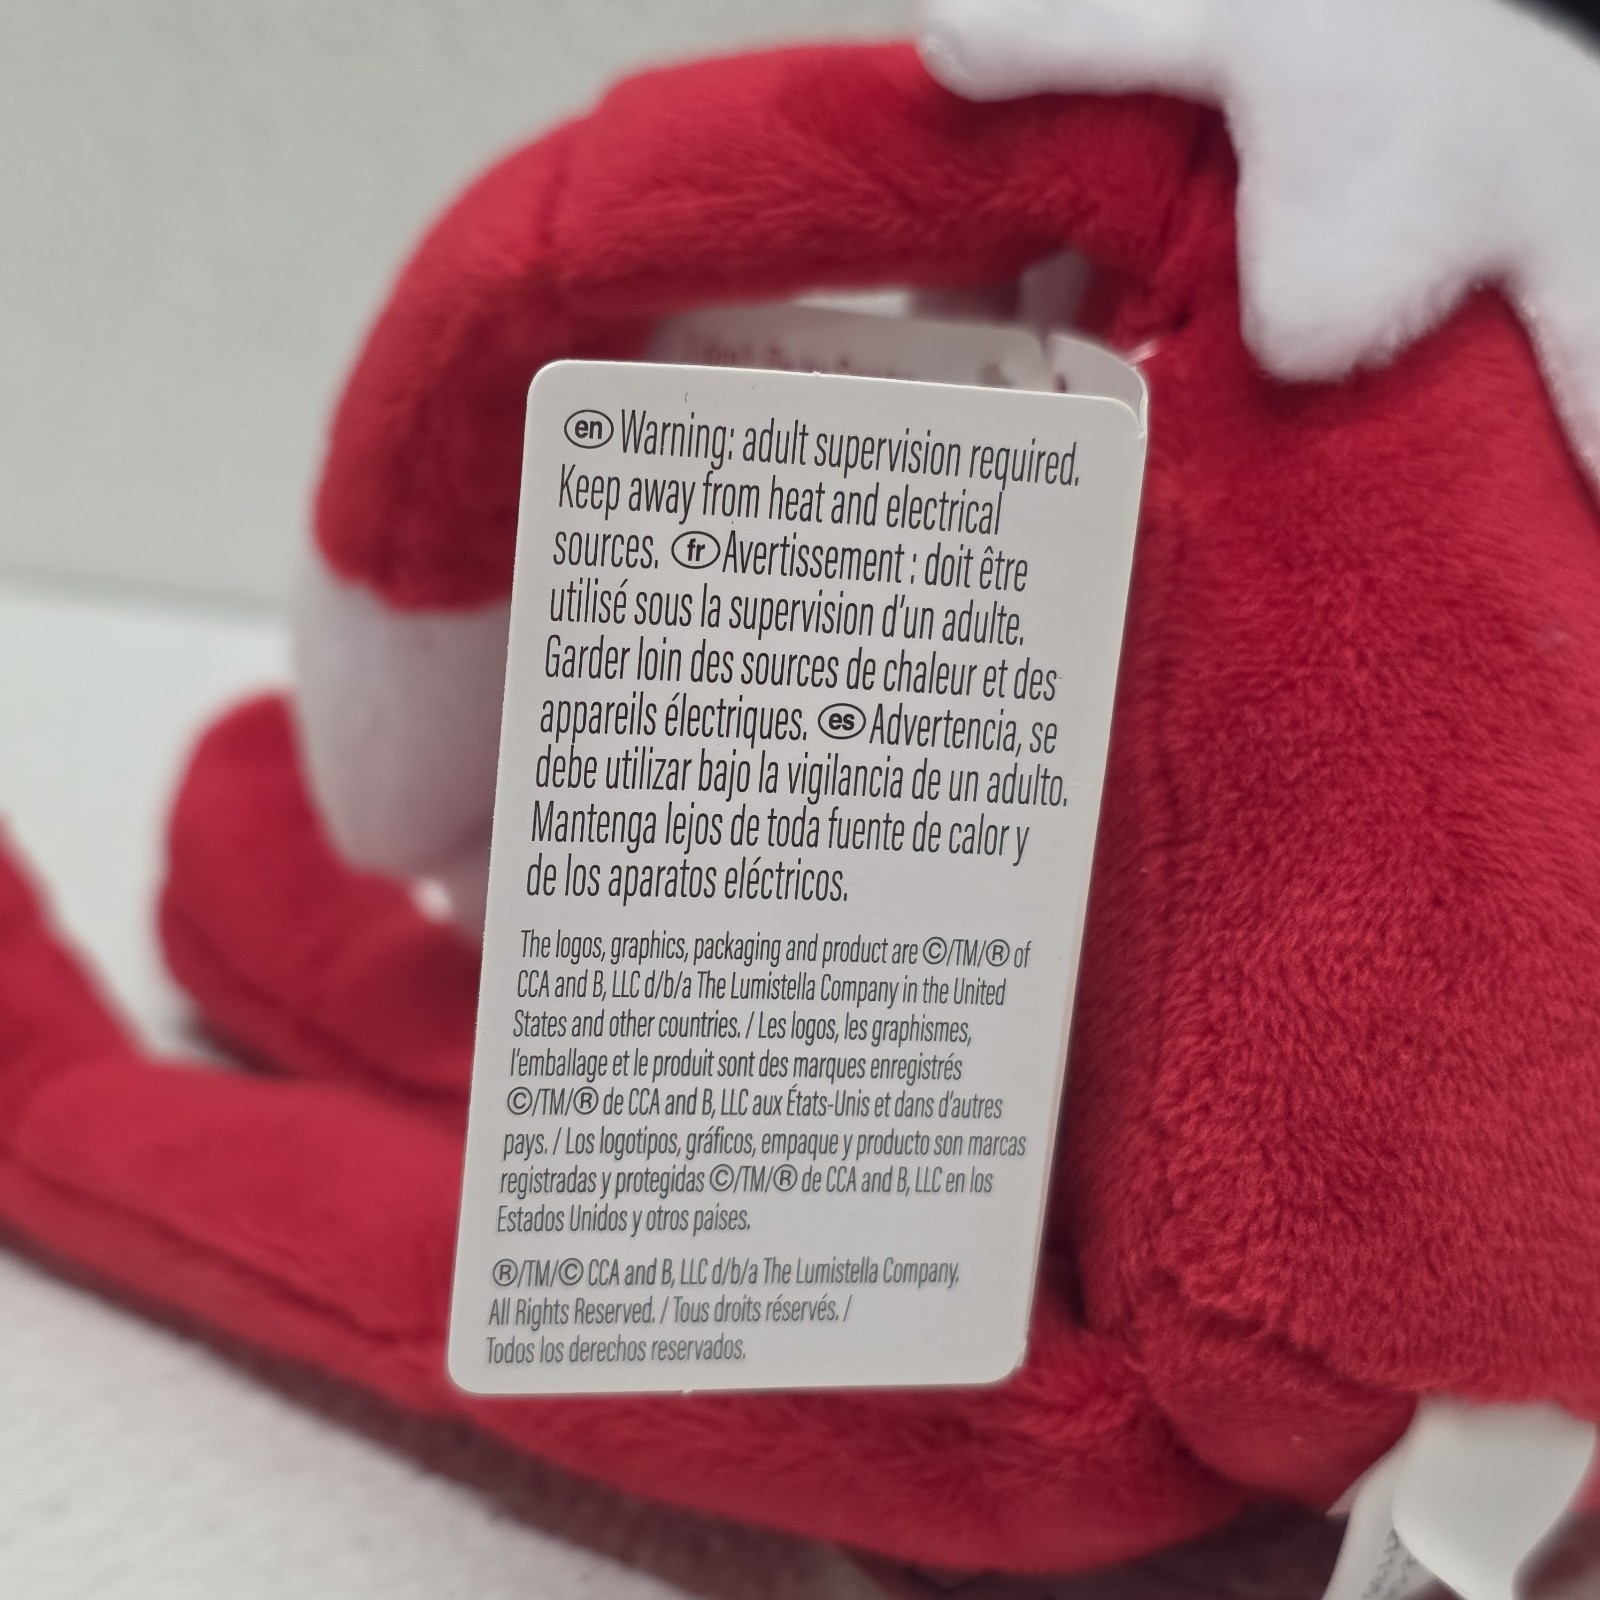 en Warning: adult supervision required.
Keep away from heat and electrical
sources. fr Avertissement : doit être
utilisé sous la supervision d'un adulte.
Garder loin des sources de chaleur et des
appareils électriques. es Advertencia, se
debe utilizar bajo la vigilancia de un adulto.
Mantenga lejos de toda fuente de calor y
de los aparatos eléctricos.
The logos, graphics, packaging and product are ©/TM/® of
CCA and B, LLC d/b/a The Lumistella Company in the United
States and other countries. / Les logos, les graphismes,
l'emballage et le produit sont des marques enregistrés
©/TM/® de CCA and B, LLC aux États-Unis et dans d'autres
pays. / Los logotipos, gráficos, empaque y producto son marcas
registradas y protegidas ©/TM/® de CCA and B, LLC en los
Estados Unidos y otros paises.
®/TM/© CCA and B, LLC d/b/a The Lumistella Company.
All Rights Reserved. / Tous droits réservés. /
Todos los derechos reservados.